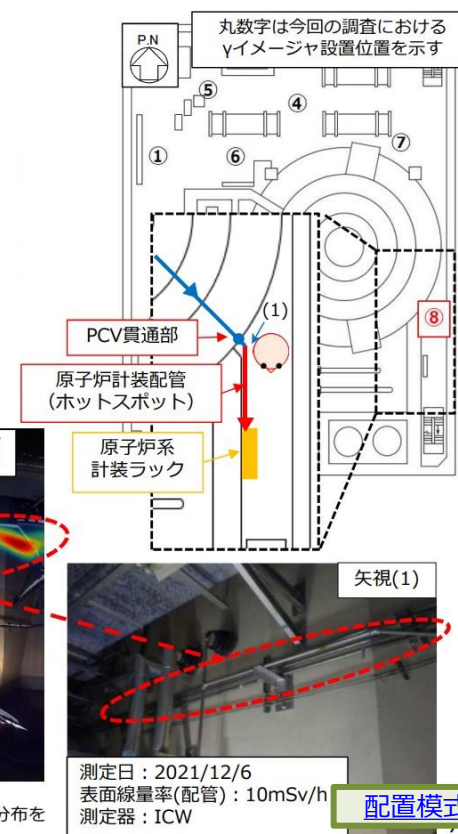 丸数字は今回の調査における
γイメージャ設置位置を示す
P.N
⑤
④
①
⑥
⑦
⑧
(1)
PCV貫通部
原子炉計装配管
(ホットスポット)
原子炉系
計装ラック
矢視(1)
測定日:2021/12/6
表面線量率(配管):10mSv/h
測定器:ICW
分布を
配置模式